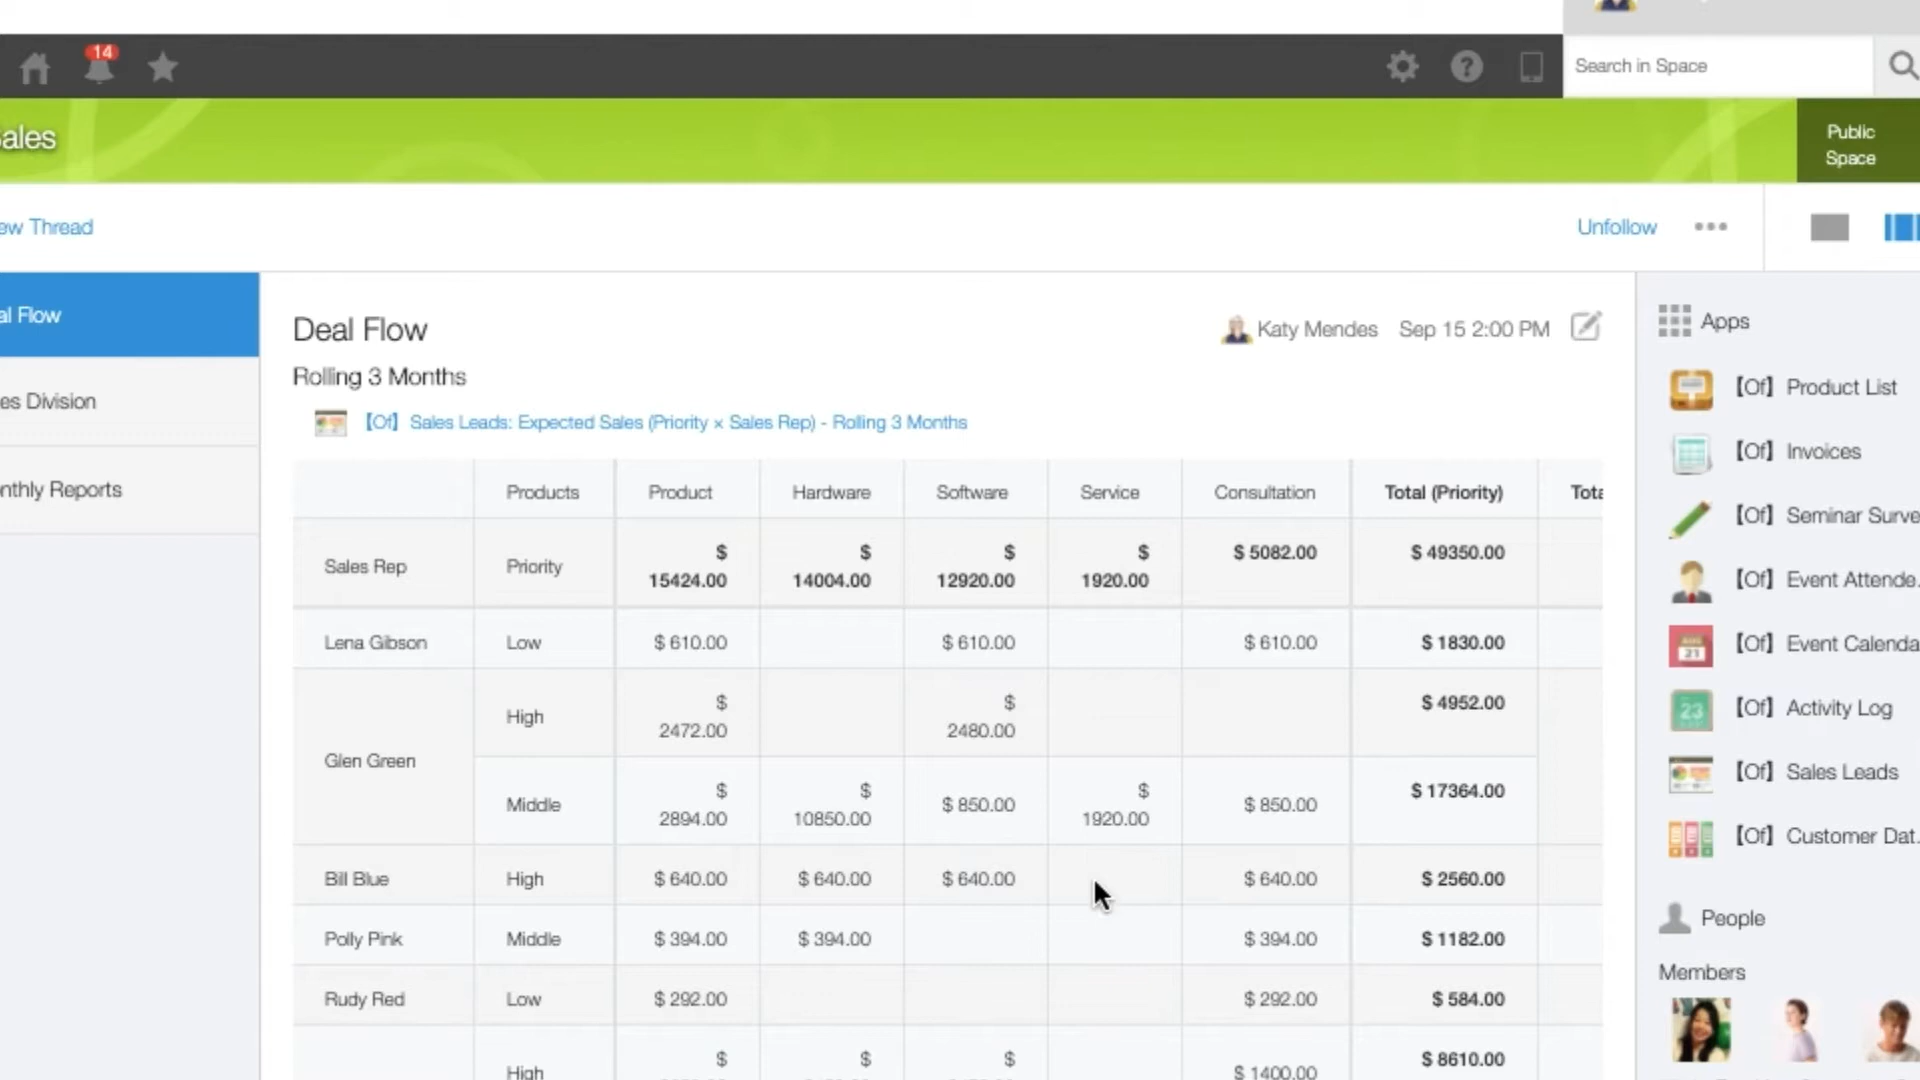 14
Search in Space
ales
Public
Space
ew Thread
Unfollow
al Flow
es Division
nthly Reports
Deal Flow
Katy Mendes Sep 15 2:00 PM
Rolling 3 Months
【Of】 Sales Leads: Expected Sales (Priority × Sales Rep) - Rolling 3 Months
Products Product Hardware Software Service Consultation Total (Priority) Tota
Sales Rep Priority $ 15424.00 $ 14004.00 $ 12920.00 $ 1920.00 $ 5082.00 $ 49350.00
Lena Gibson Low $ 610.00 $ 610.00 $ 610.00 $ 1830.00
Glen Green
High $ 2472.00 $ 2480.00 $ 4952.00
Middle $ 2894.00 $ 10850.00 $ 850.00 $ 1920.00 $ 850.00 $ 17364.00
Bill Blue High $ 640.00 $ 640.00 $ 640.00 $ 640.00 $ 2560.00
Polly Pink Middle $ 394.00 $ 394.00 $ 394.00 $ 1182.00
Rudy Red Low $ 292.00 $ 292.00 $ 584.00
High $ $ $ $ 1400.00 $ 8610.00
Apps
【Of】 Product List
【Of】 Invoices
【Of】 Seminar Surve
【Of】 Event Attende...
21
【Of】 Event Calenda
23
【Of】 Activity Log
【Of】 Sales Leads
【Of】 Customer Dat...
People
Members